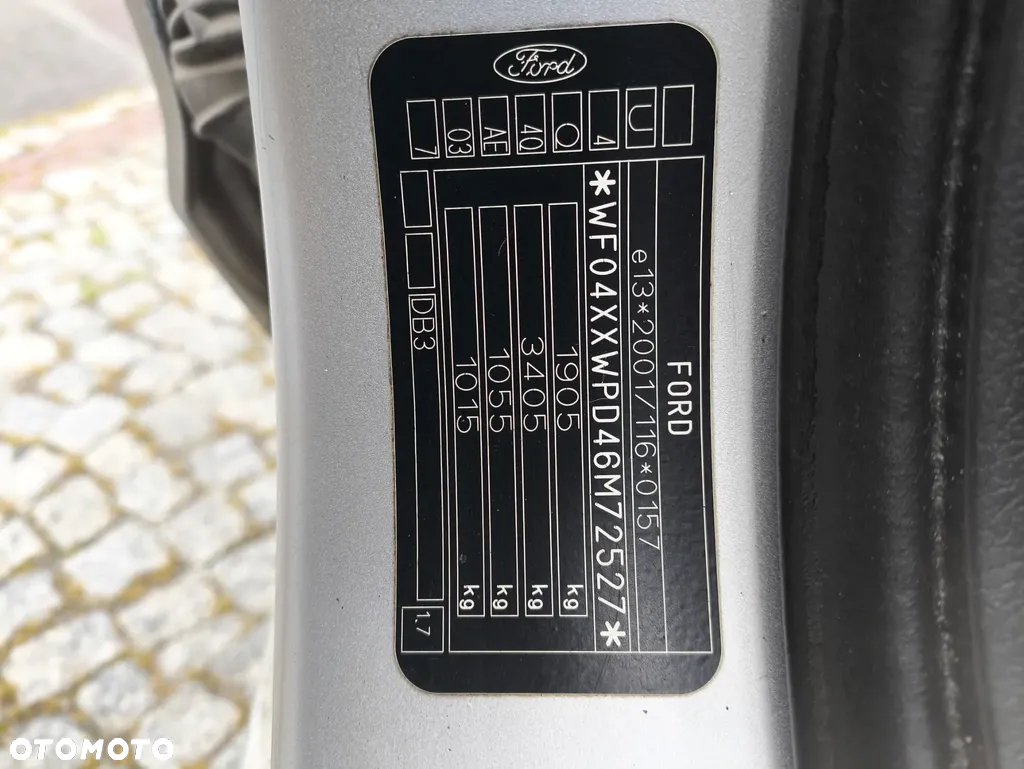 Ford
FORD
e13*2001/116*0157
*WF04XXWPD46M72527*
1905 kg
3405 kg
1055 kg
1015 kg
DB3
1.7
U
4
Q
40
AE
03
7
OTOMOTO